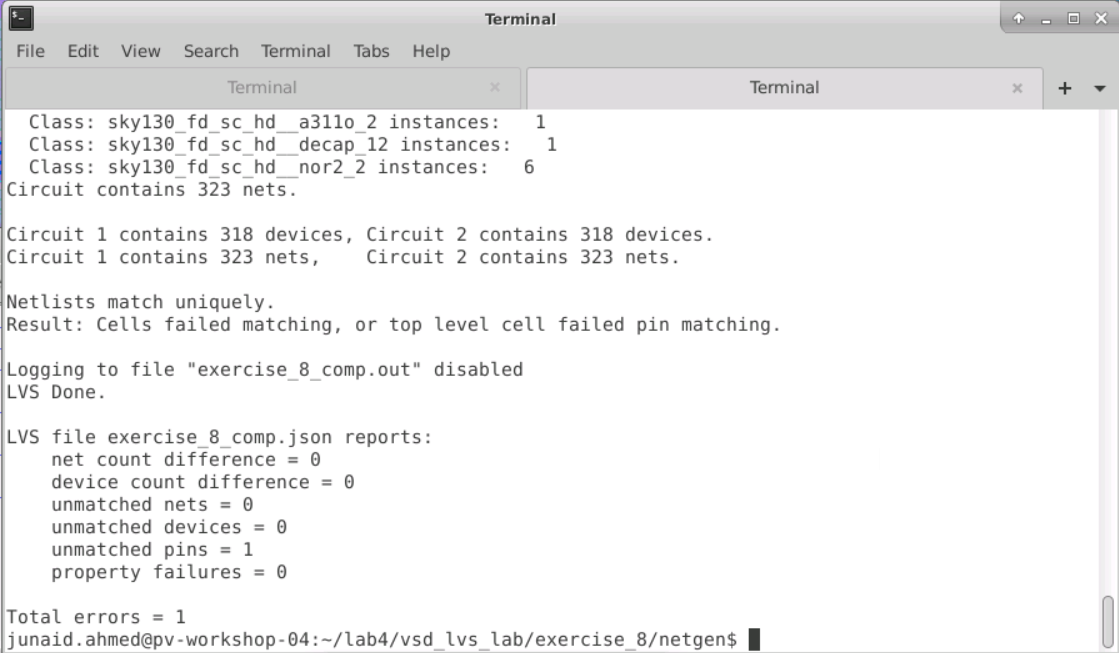 Terminal
File Edit View Search Terminal Tabs Help
Terminal
Terminal
  Class: sky130_fd_sc_hd__a311o_2 instances:   1
  Class: sky130_fd_sc_hd__decap_12 instances:   1
  Class: sky130_fd_sc_hd__nor2_2 instances:   6
Circuit contains 323 nets.

Circuit 1 contains 318 devices, Circuit 2 contains 318 devices.
Circuit 1 contains 323 nets,    Circuit 2 contains 323 nets.

Netlists match uniquely.
Result: Cells failed matching, or top level cell failed pin matching.

Logging to file "exercise_8_comp.out" disabled
LVS Done.

LVS file exercise_8_comp.json reports:
    net count difference = 0
    device count difference = 0
    unmatched nets = 0
    unmatched devices = 0
    unmatched pins = 1
    property failures = 0

Total errors = 1
junaid.ahmed@pv-workshop-04:~/lab4/vsd_lvs_lab/exercise_8/netgen$